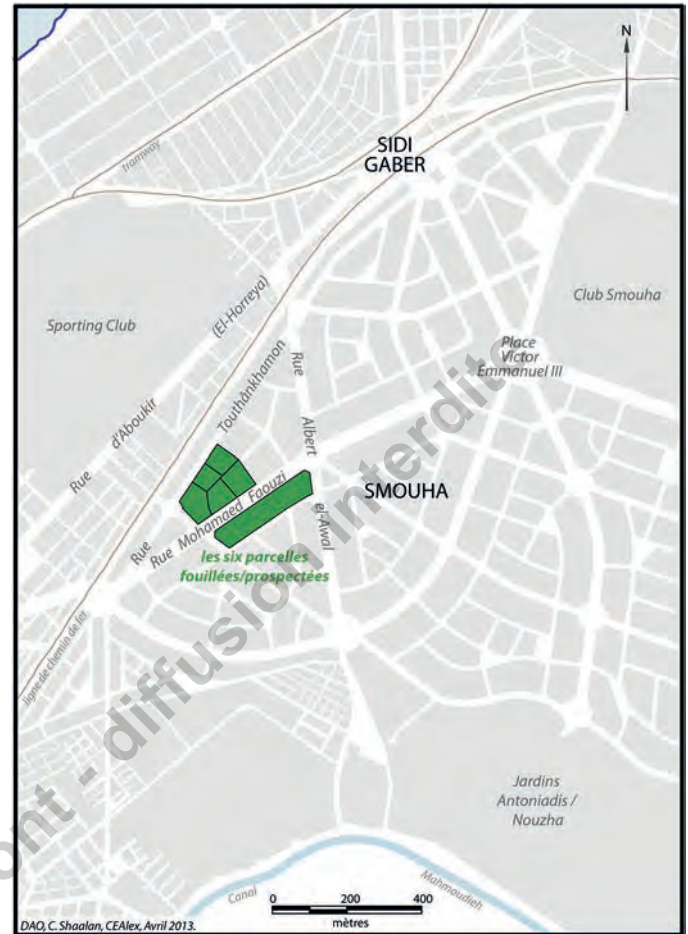 N
tramway
SIDI
GABER
Sporting Club
(El-Horreya)
Club Smouha
Place
Victor
Emmanuel III
Rue d'Aboukir
Rue Touthânkhamon
Rue Albert el-Awal
Rue Mohamaed Faouzi
SMOUHA
les six parcelles
fouillées/prospectées
ligne de chemin de fer
ont - diffusion interdite
Jardins
Antoniadis /
Nouzha
Canal Mahmoudieh
0 200 400
mètres
DAO, C. Shaalan, CEAlex, Avril 2013.